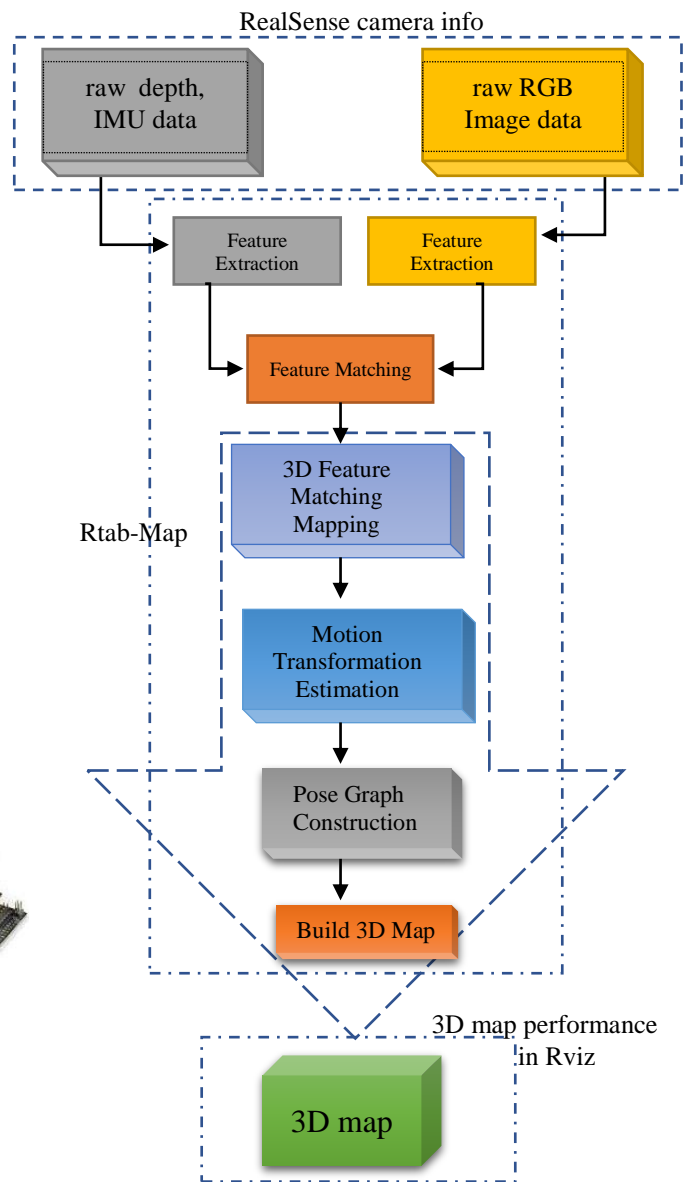 RealSense camera info
raw depth,
IMU data
raw RGB
Image data
Feature
Extraction
Feature
Extraction
Feature Matching
3D Feature
Matching
Mapping
Rtab-Map
Motion
Transformation
Estimation
Pose Graph
Construction
Build 3D Map
3D map performance
in Rviz
3D map